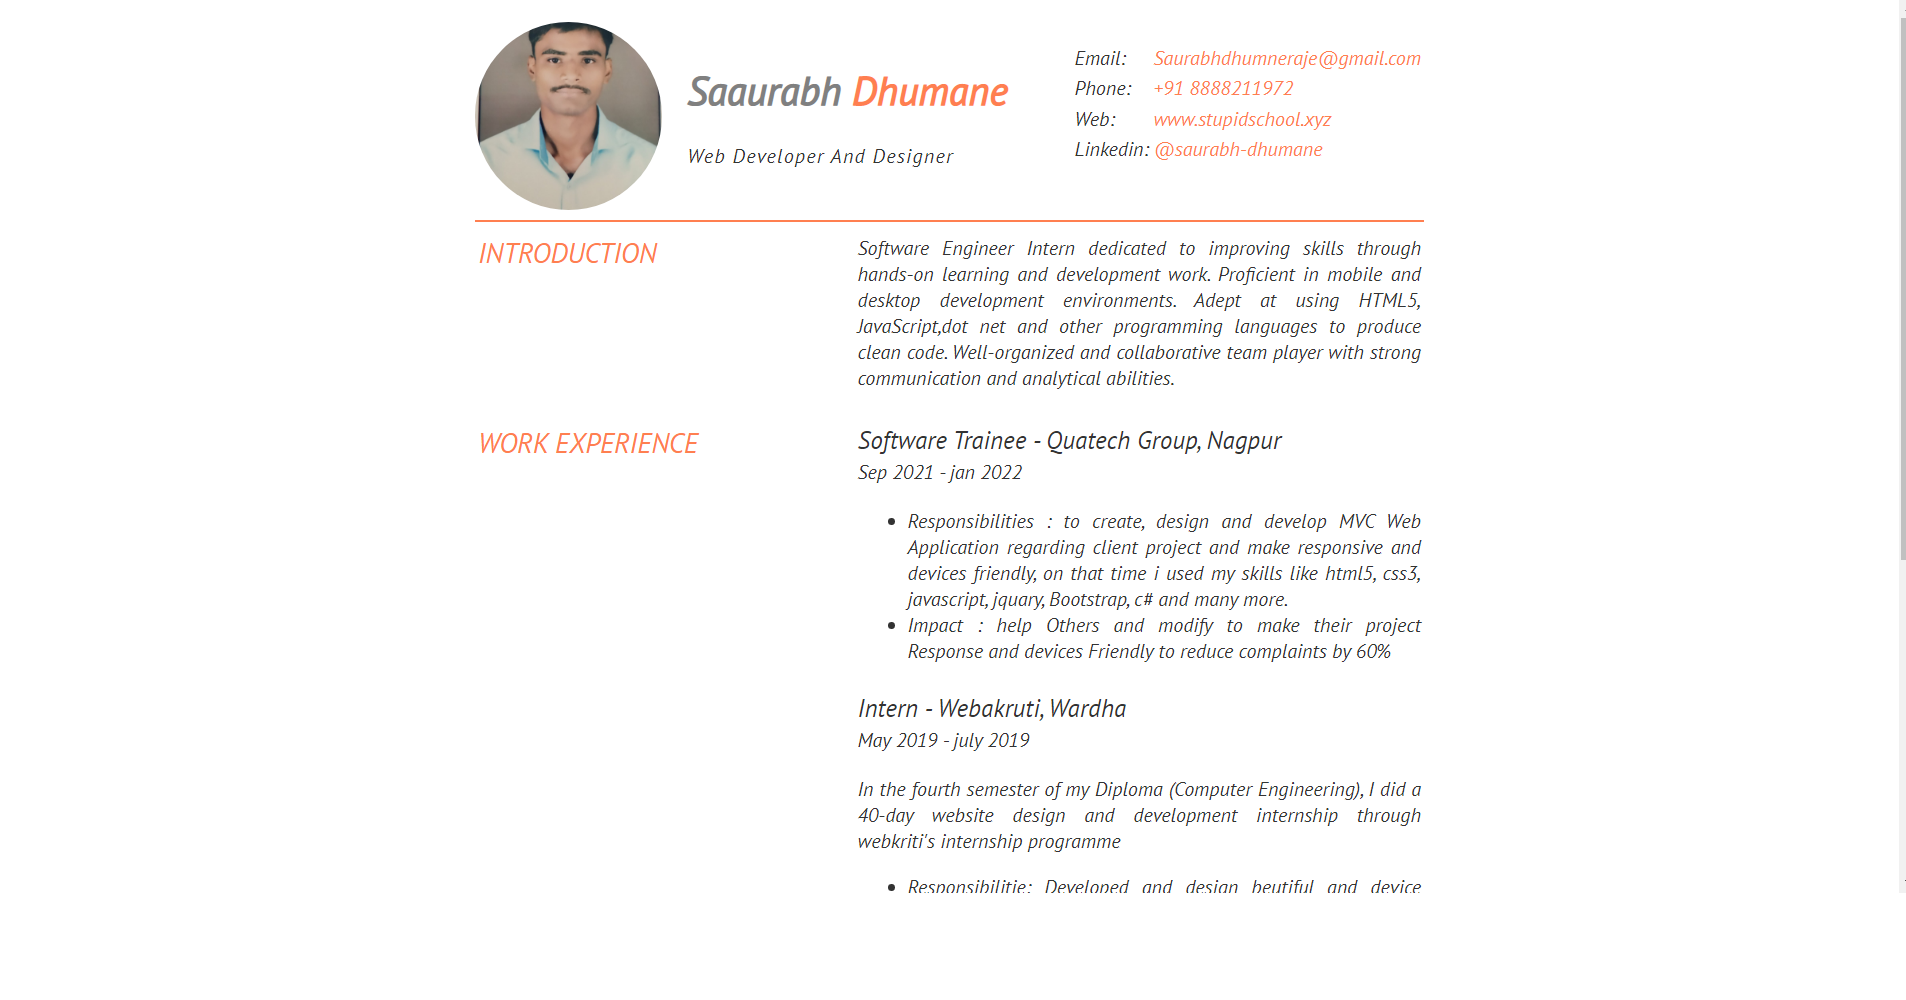 Saaurabh Dhumane
Web Developer And Designer
Email: Saurabhdhumneraje@gmail.com
Phone: +91 8888211972
Web: www.stupidschool.xyz
Linkedin: @saurabh-dhumane
INTRODUCTION
Software Engineer Intern dedicated to improving skills through
hands-on learning and development work. Proficient in mobile and
desktop development environments. Adept at using HTML5,
JavaScript,dot net and other programming languages to produce
clean code. Well-organized and collaborative team player with strong
communication and analytical abilities.
WORK EXPERIENCE
Software Trainee - Quatech Group, Nagpur
Sep 2021 - jan 2022
Responsibilities : to create, design and develop MVC Web
Application regarding client project and make responsive and
devices friendly, on that time i used my skills like html5, css3,
javascript, jquary, Bootstrap, c# and many more.
Impact : help Others and modify to make their project
Response and devices Friendly to reduce complaints by 60%
Intern - Webakruti, Wardha
May 2019 - july 2019
In the fourth semester of my Diploma (Computer Engineering), I did a
40-day website design and development internship through
webkriti's internship programme
Responsibilitie: Developed and design beutiful and device